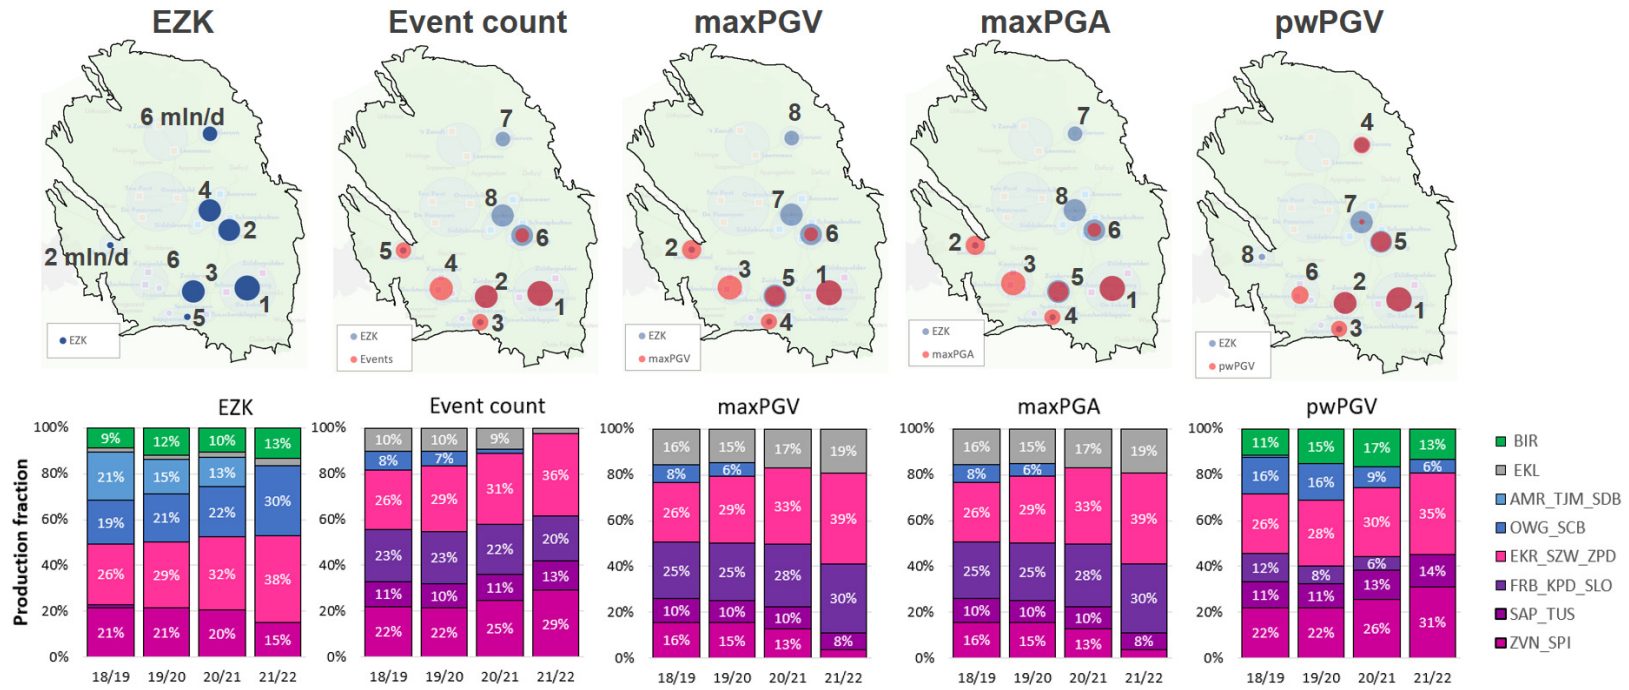 EZK Event count maxPGV maxPGA pwPGV
6 mln/d
4
2
2 mln/d
6
3
1
5
EZK
7
8
6
5
4
2
1
3
EZK
Events
8
7
6
2
3
5
1
4
EZK
maxPGV
7
8
6
2
3
5
1
4
EZK
maxPGA
4
7
5
8
6
2
1
3
EZK
pwPGV
Production fraction
EZK
100%
80%
60%
40%
20%
0%
9% 12% 10% 13%
21% 15% 13%
19% 21% 22% 30%
26% 29% 32% 38%
21% 21% 20% 15%
18/19 19/20 20/21 21/22
Event count
100%
80%
60%
40%
20%
0%
10% 10% 9%
8% 7%
26% 29% 31% 36%
23% 23% 22% 20%
11% 10% 11% 13%
22% 22% 25% 29%
18/19 19/20 20/21 21/22
maxPGV
100%
80%
60%
40%
20%
0%
16% 15% 17% 19%
8% 6%
26% 29% 33% 39%
25% 25% 28% 30%
10% 10% 10% 8%
16% 15% 13%
18/19 19/20 20/21 21/22
maxPGA
100%
80%
60%
40%
20%
0%
16% 15% 17% 19%
8% 6%
26% 29% 33% 39%
25% 25% 28% 30%
10% 10% 10% 8%
16% 15% 13%
18/19 19/20 20/21 21/22
pwPGV
100%
80%
60%
40%
20%
0%
11% 15% 17% 13%
16% 16% 9% 6%
26% 28% 30% 35%
12% 8% 6%
11% 11% 13% 14%
22% 22% 26% 31%
18/19 19/20 20/21 21/22
BIR
EKL
AMR_TJM_SDB
OWG_SCB
EKR_SZW_ZPD
FRB_KPD_SLO
SAP_TUS
ZVN_SPI